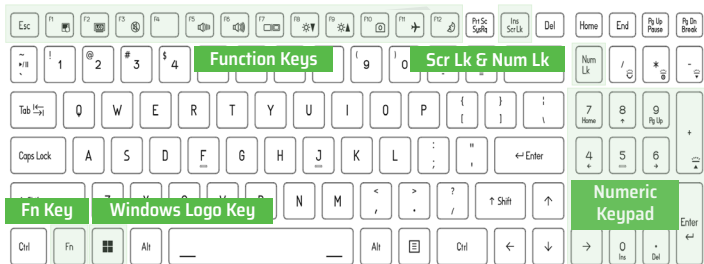 Esc F1 F2 F3 F4 F5 F6 F7 F8 F9 F10 F11 F12 Prt Sc SysRq Ins ScrLk Del Home End Pg Up Pause Pg Dn Break
~ ` ! 1 @ 2 # 3 $ 4 ( 9 ) 0 Num Lk / * -
Function Keys Scr Lk & Num Lk
Tab Q W E R T Y U I O P { [ } ] ¦ \ 7 Home 8 ↑ 9 Pg Up +
Caps Lock A S D F G H J K L : ; " ' ↵ Enter 4 ← 5 6 →
N M < , > . ? / ↑ Shift ↑ Enter ↵
Fn Key Windows Logo Key
Numeric
Keypad
Ctrl Fn Alt Alt Ctrl ← ↓ → 0 Ins . Del